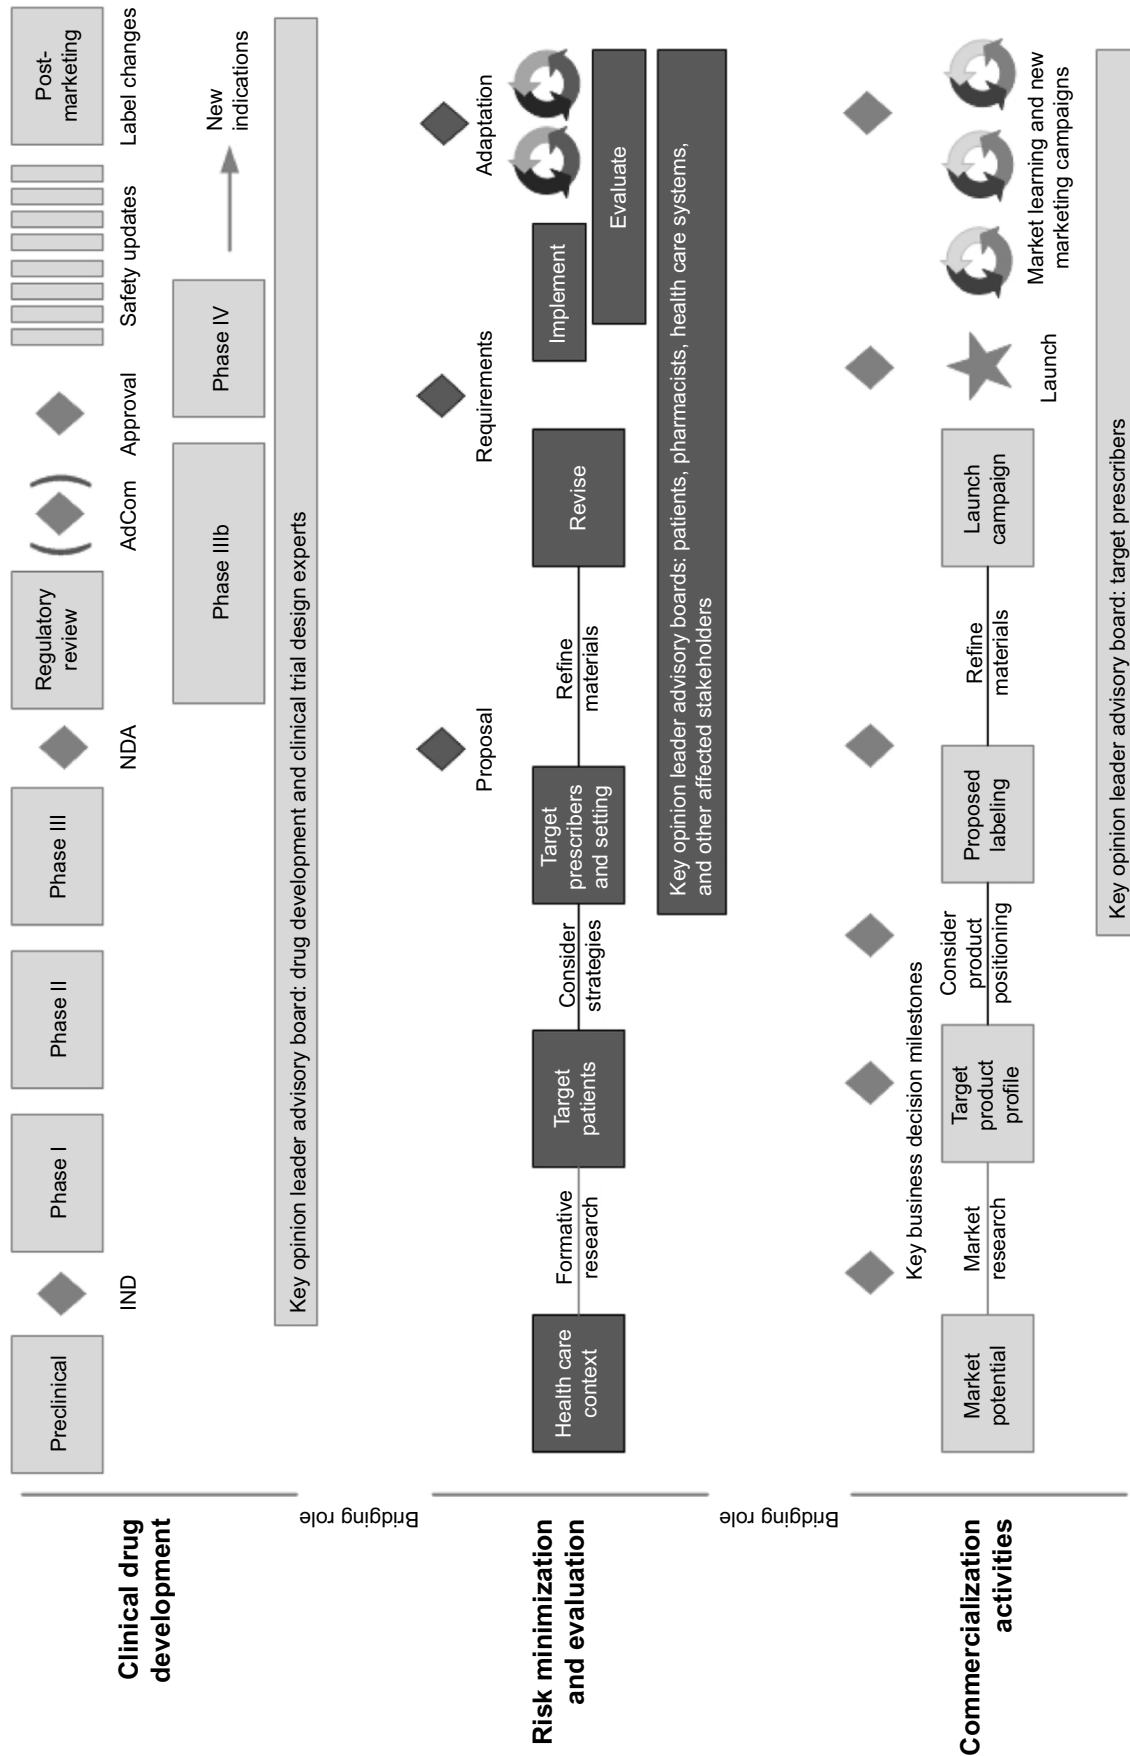 Clinical drug
development
Preclinical
IND
Phase I
Phase II
Phase III
NDA
Regulatory
review
AdCom
Approval
Safety updates
Post-
marketing
Label changes
Phase IIIb
Phase IV
New
indications
Key opinion leader advisory board: drug development and clinical trial design experts
Bridging role
Risk minimization
and evaluation
Proposal
Requirements
Adaptation
Health care
context
Formative
research
Target
patients
Consider
strategies
Target
prescribers
and setting
Refine
materials
Revise
Implement
Evaluate
Key opinion leader advisory boards: patients, pharmacists, health care systems,
and other affected stakeholders
Bridging role
Commercialization
activities
Key business decision milestones
Market
potential
Market
research
Target
product
profile
Consider
product
positioning
Proposed
labeling
Refine
materials
Launch
campaign
Launch
Market learning and new
marketing campaigns
Key opinion leader advisory board: target prescribers